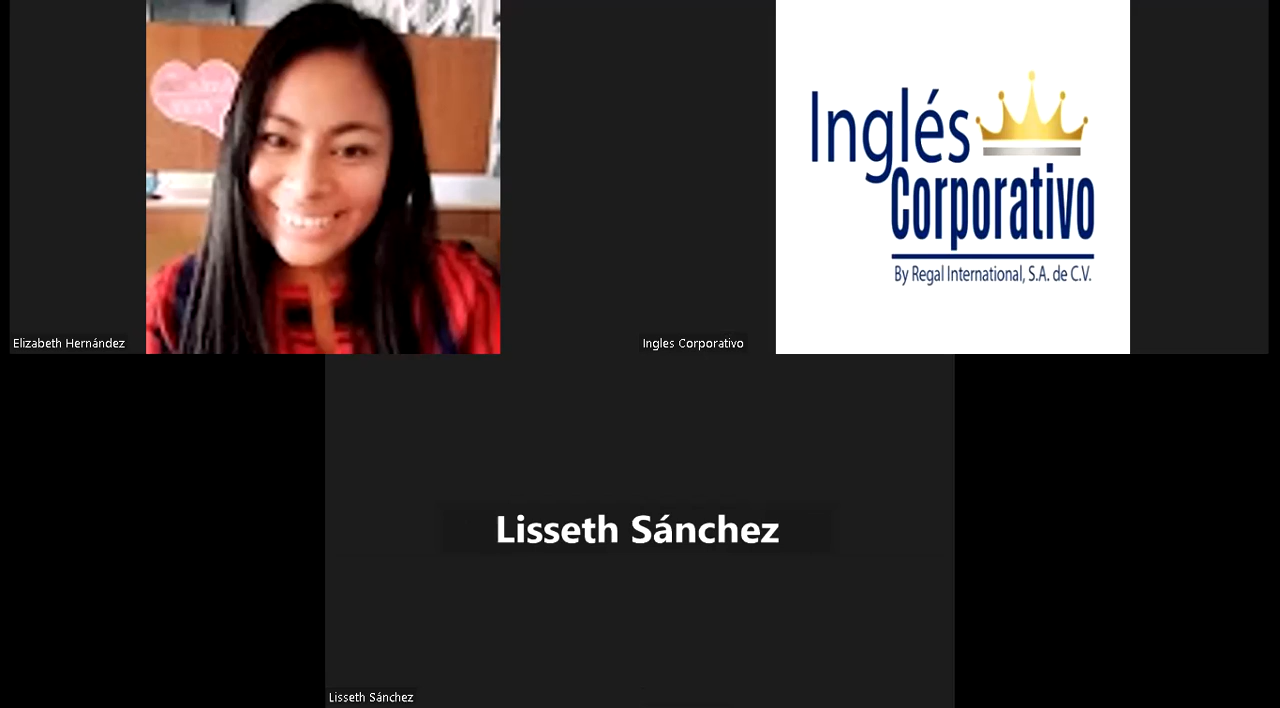 Elizabeth Hernández
Inglés
Corporativo
By Regal International, S.A. de C.V.
Ingles Corporativo
Lisseth Sánchez
Lisseth Sánchez